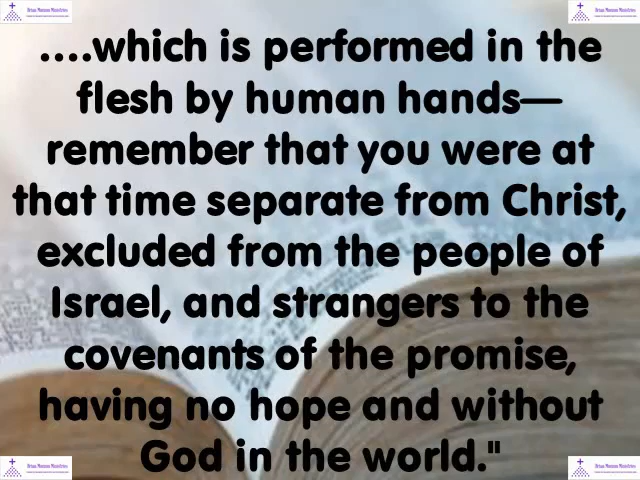 ....which is performed in the
flesh by human hands—
remember that you were at
that time separate from Christ,
excluded from the people of
Israel, and strangers to the
covenants of the promise,
having no hope and without
God in the world."